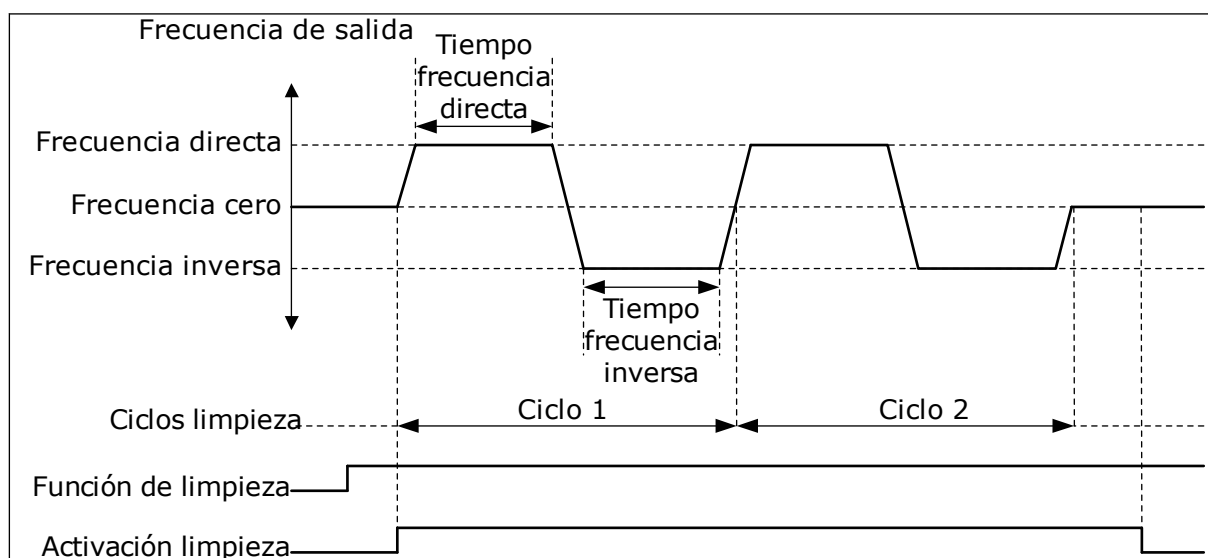 Frecuencia de salida
Tiempo
frecuencia
directa
Frecuencia directa
Frecuencia cero
Frecuencia inversa
Tiempo
frecuencia
inversa
Ciclos limpieza
Ciclo 1
Ciclo 2
Función de limpieza
Activación limpieza